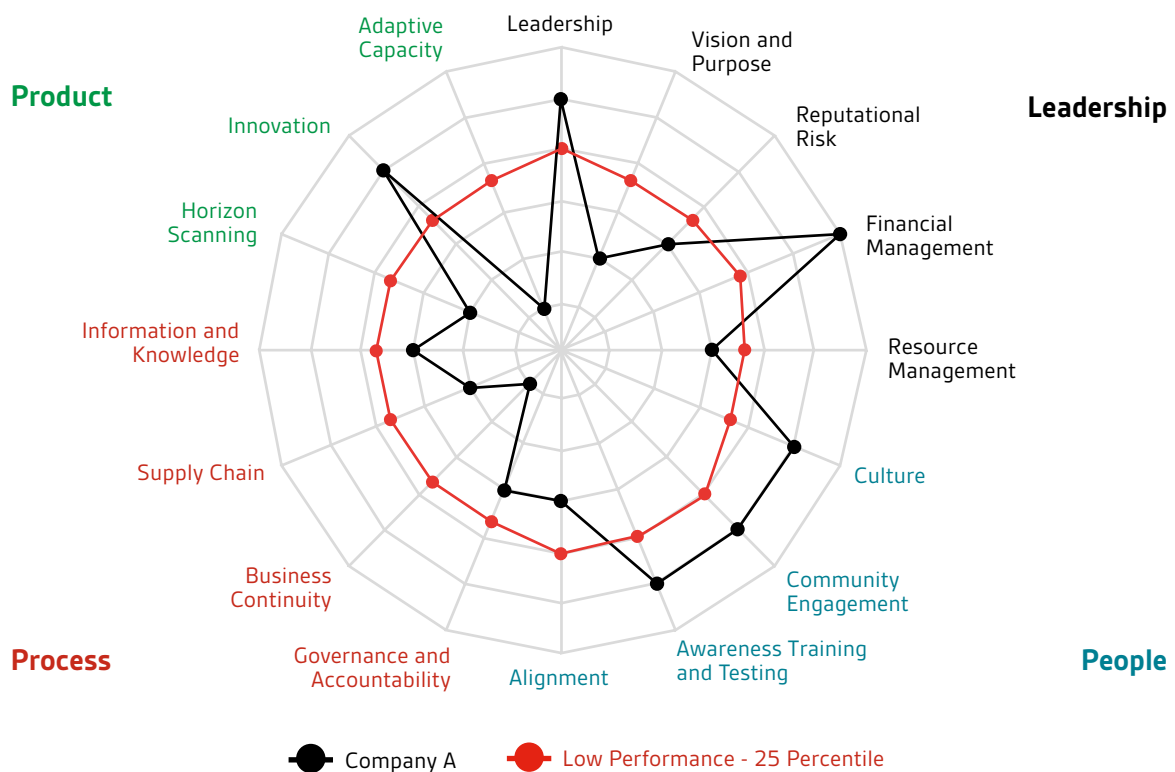 Leadership
Adaptive
Capacity
Vision and
Purpose
Product
Leadership
Innovation
Reputational
Risk
Horizon
Scanning
Financial
Management
Information and
Knowledge
Resource
Management
Supply Chain
Culture
Business
Continuity
Community
Engagement
Process
Governance and
Accountability
Alignment
Awareness Training
and Testing
People
Company A
Low Performance - 25 Percentile